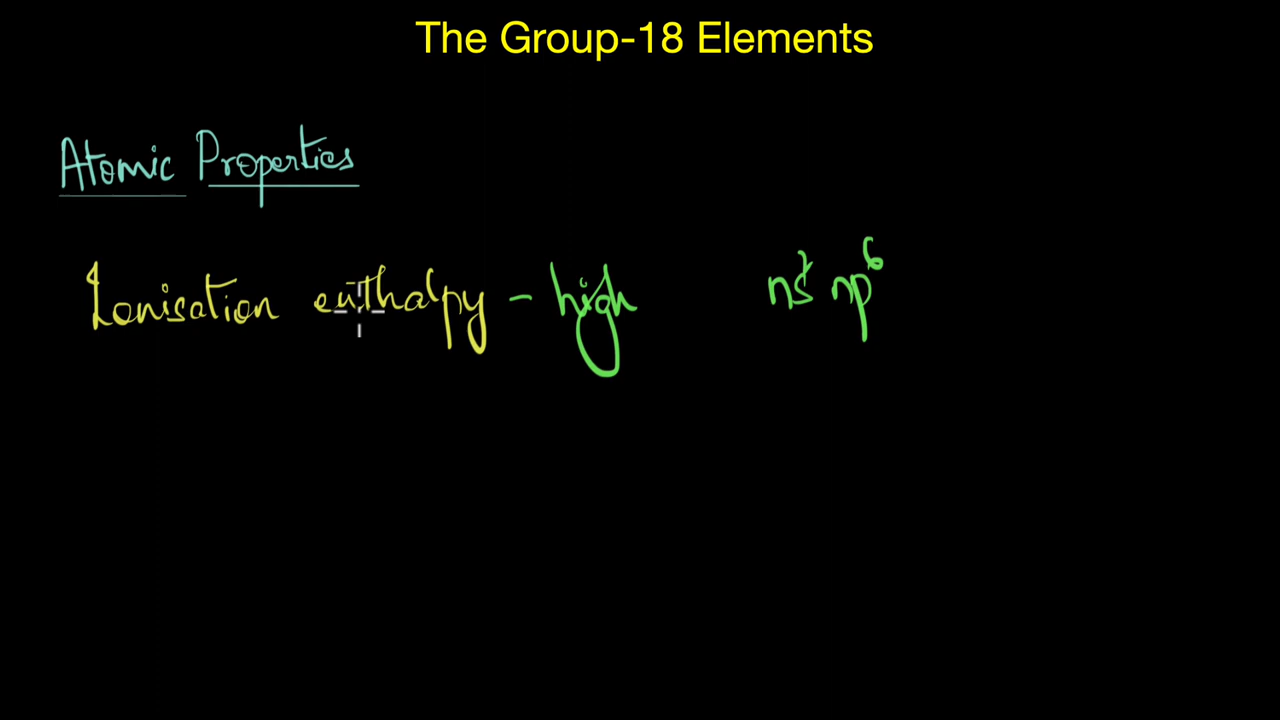 The Group-18 Elements
Atomic Properties
Ionisation enthalpy - high ns² np⁶